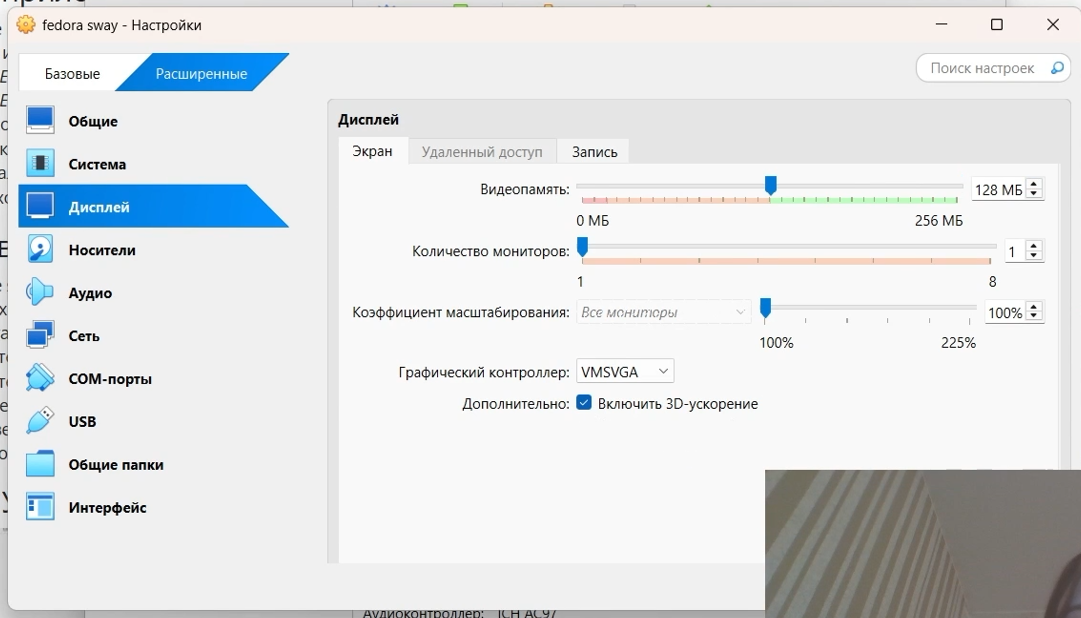 fedora sway - Настройки
Базовые
Расширенные
Поиск настроек
Общие
Система
Дисплей
Носители
Аудио
Сеть
COM-порты
USB
Общие папки
Интерфейс
Дисплей
Экран
Удаленный доступ
Запись
Видеопамять:
128 МБ
0 МБ
256 МБ
Количество мониторов:
1
1
8
Коэффициент масштабирования:
Все мониторы
100%
100%
225%
Графический контроллер:
VMSVGA
Дополнительно:
Включить 3D-ускорение
Аудиоконтроллер: ICH AC97